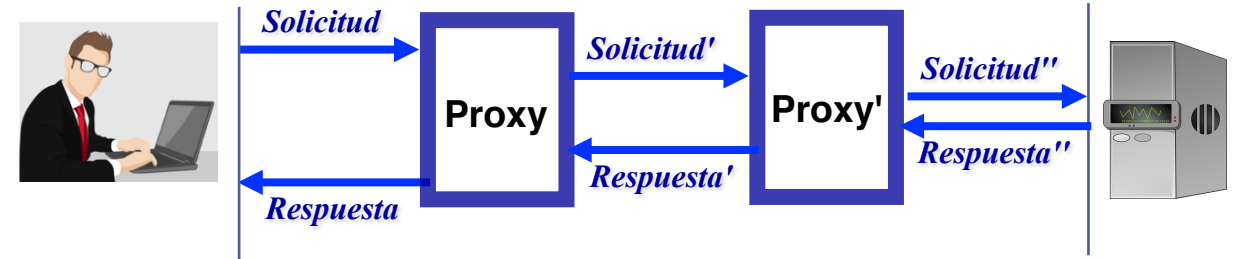 Solicitud
Solicitud'
Solicitud''
Proxy
Proxy'
Respuesta''
Respuesta'
Respuesta